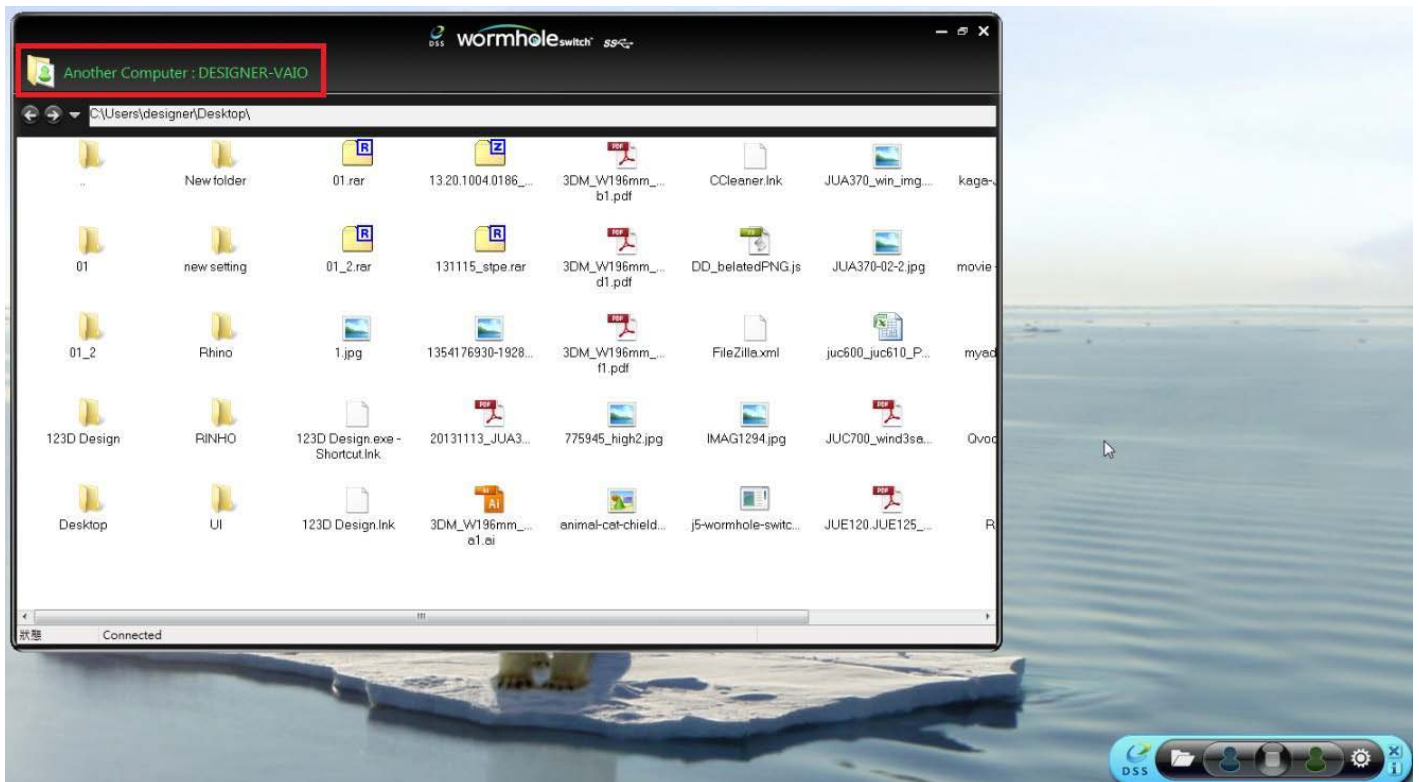 DSS wormhole switch SS
Another Computer : DESIGNER-VAIO
C:\Users\designer\Desktop\
.. New folder 01.rar 13.20.1004.0186_... 3DM_W196mm_... CCleaner.lnk JUA370_win_img... kaga-
b1.pdf
01 new setting 01_2.rar 131115_stpe.rar 3DM_W196mm_... DD_belatedPNG.js JUA370-02-2.jpg movie
d1.pdf
01_2 Rhino 1.jpg 1354176930-1928... 3DM_W196mm_... FileZilla.xml juc600_juc610_P... myad
f1.pdf
123D Design RINHO 123D Design.exe - 20131113_JUA3... 775945_high2.jpg IMAG1294.jpg JUC700_wind3sa... Qvod
Shortcut.lnk
Desktop UI 123D Design.lnk 3DM_W196mm_... animal-cat-chield... j5-wormhole-switc... JUE120.JUE125_... R
a1.ai
狀態 Connected
DSS